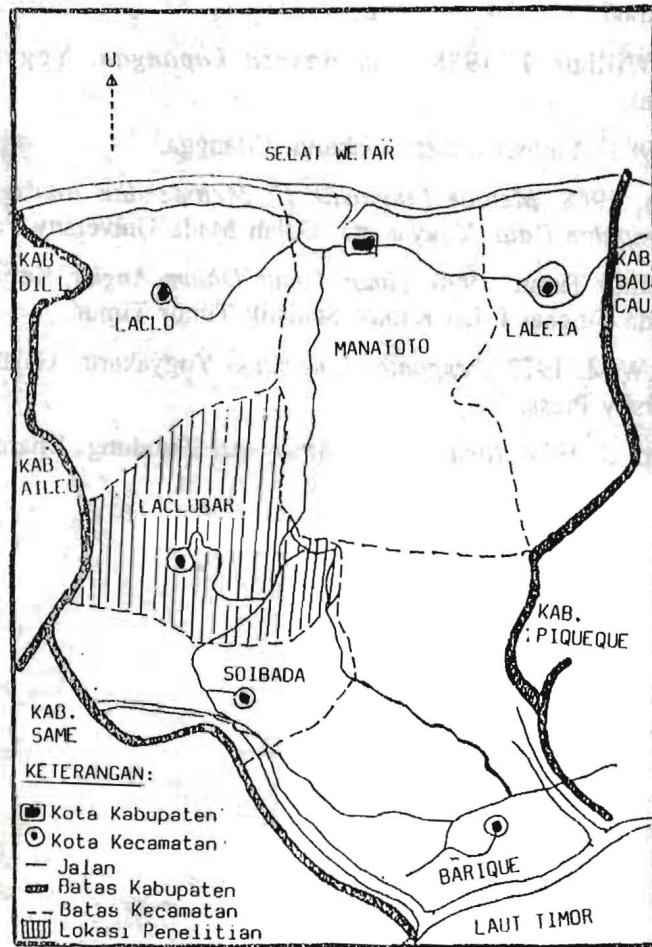 U
SELAT WETAR
KAB
DILI
LACLO
MANATOTO
LALEIA
KAB
BAU
CAU
KAB.
AILEU
LACLUBAR
KAB.
PIQUEQUE
SOIBADA
KAB.
SAME
BARIQUE
LAUT TIMOR
KETERANGAN:
Kota Kabupaten
Kota Kecamatan
Jalan
Batas Kabupaten
Batas Kecamatan
Lokasi Penelitian